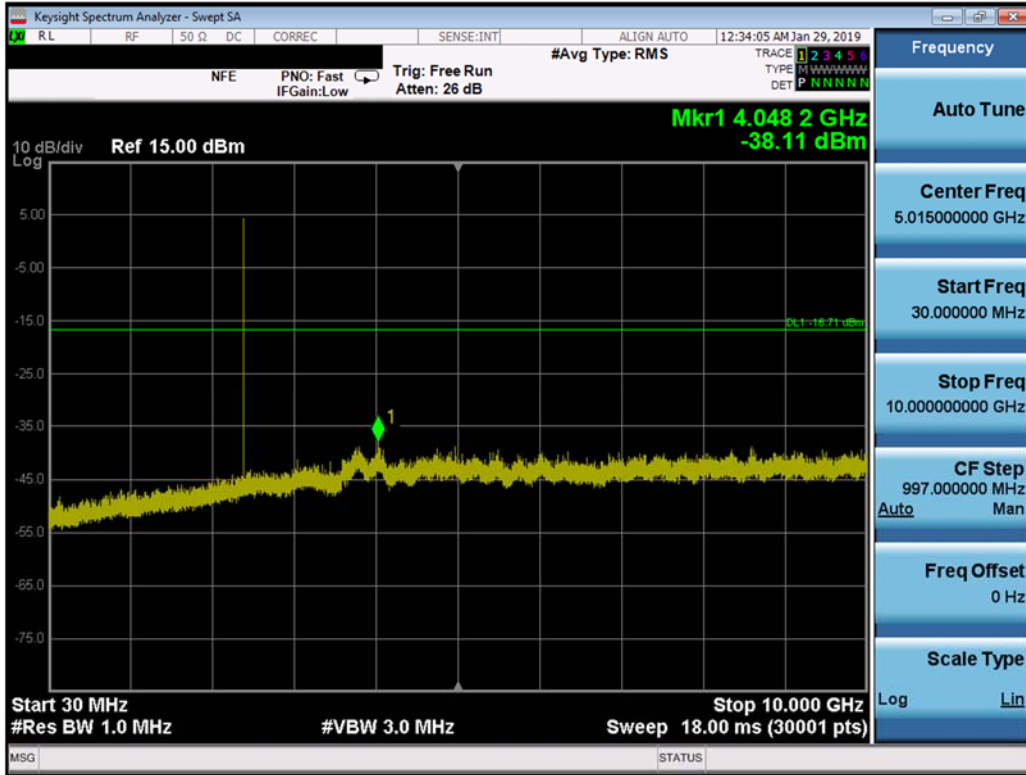 Keysight Spectrum Analyzer - Swept SA
LXI RL RF 50 Ω DC CORREC SENSE:INT ALIGN AUTO 12:34:05 AM Jan 29, 2019
#Avg Type: RMS TRACE 1 2 3 4 5 6
NFE PNO: Fast Trig: Free Run TYPE M W W W W W
IFGain:Low Atten: 26 dB DET P N N N N N
Mkr1 4.048 2 GHz
10 dB/div Ref 15.00 dBm -38.11 dBm
Log
5.00
-5.00
-15.0
DL1 -16.71 dBm
-25.0
-35.0
1
-45.0
-55.0
-65.0
-75.0
Start 30 MHz Stop 10.000 GHz
#Res BW 1.0 MHz #VBW 3.0 MHz Sweep 18.00 ms (30001 pts)
MSG STATUS
Frequency
Auto Tune
Center Freq
5.015000000 GHz
Start Freq
30.000000 MHz
Stop Freq
10.000000000 GHz
CF Step
997.000000 MHz
Auto Man
Freq Offset
0 Hz
Scale Type
Log Lin